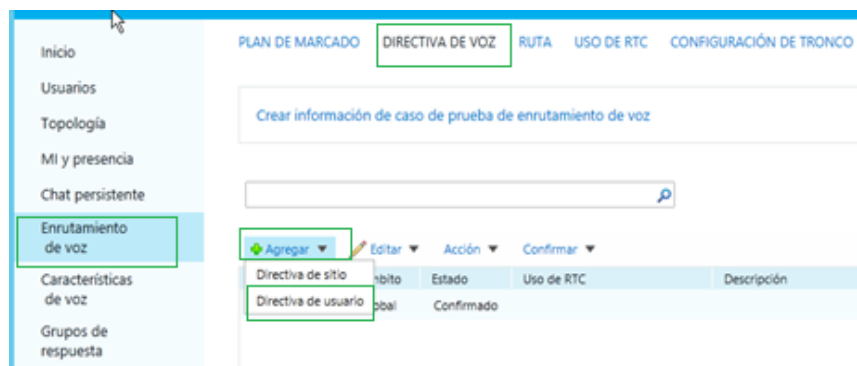 Inicio
Usuarios
Topología
MI y presencia
Chat persistente
Enrutamiento
de voz
Características
de voz
Grupos de
respuesta
PLAN DE MARCADO DIRECTIVA DE VOZ RUTA USO DE RTC CONFIGURACIÓN DE TRONCO
Crear información de caso de prueba de enrutamiento de voz
Agregar Editar Acción Confirmar
Directiva de sitio
Directiva de usuario
Estado Uso de RTC Descripción
Confirmado